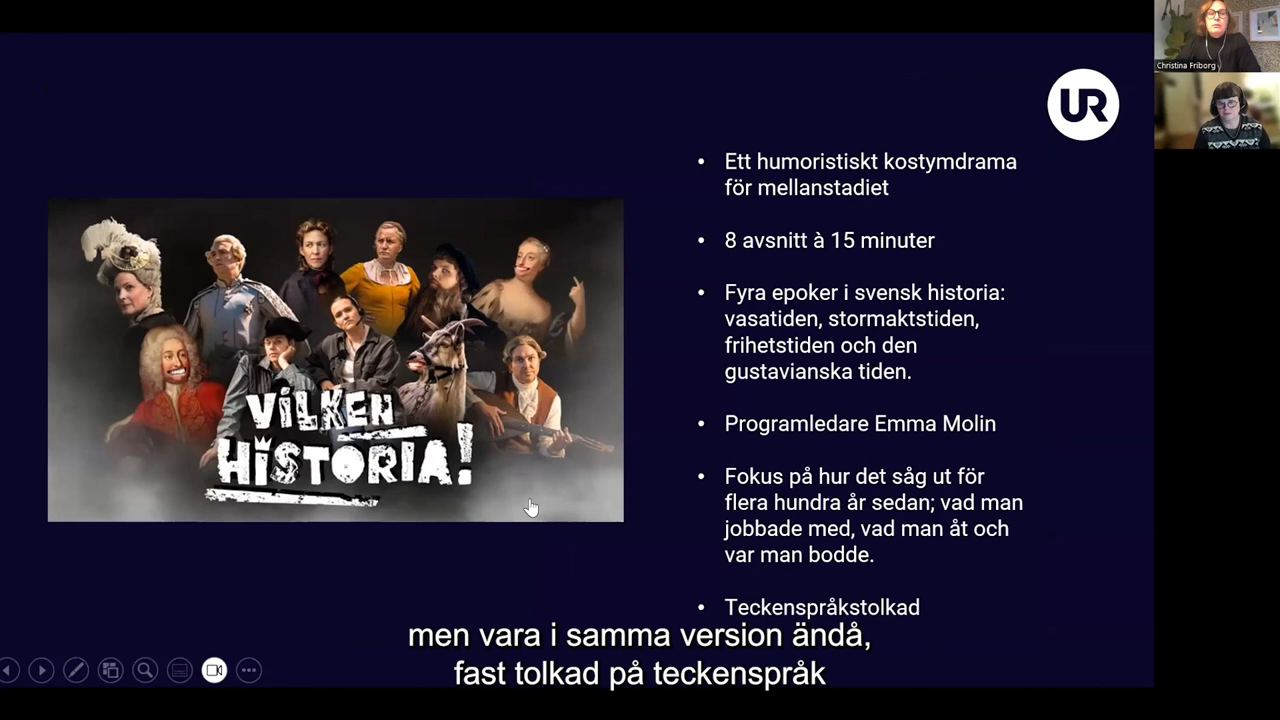 Christina Friborg
UR
• Ett humoristiskt kostymdrama
för mellanstadiet
• 8 avsnitt à 15 minuter
• Fyra epoker i svensk historia:
vasatiden, stormaktstiden,
frihetstiden och den
gustavianska tiden.
• Programledare Emma Molin
• Fokus på hur det såg ut för
flera hundra år sedan; vad man
jobbade med, vad man åt och
var man bodde.
• Teckenspråkstolkad
VILKEN
HISTORIA!
men vara i samma version ändå,
fast tolkad på teckenspråk